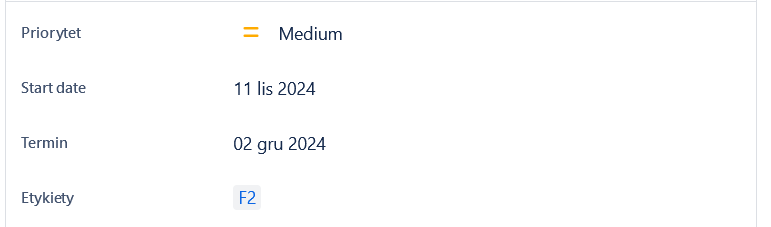 Priorytet Medium
Start date 11 lis 2024
Termin 02 gru 2024
Etykiety F2